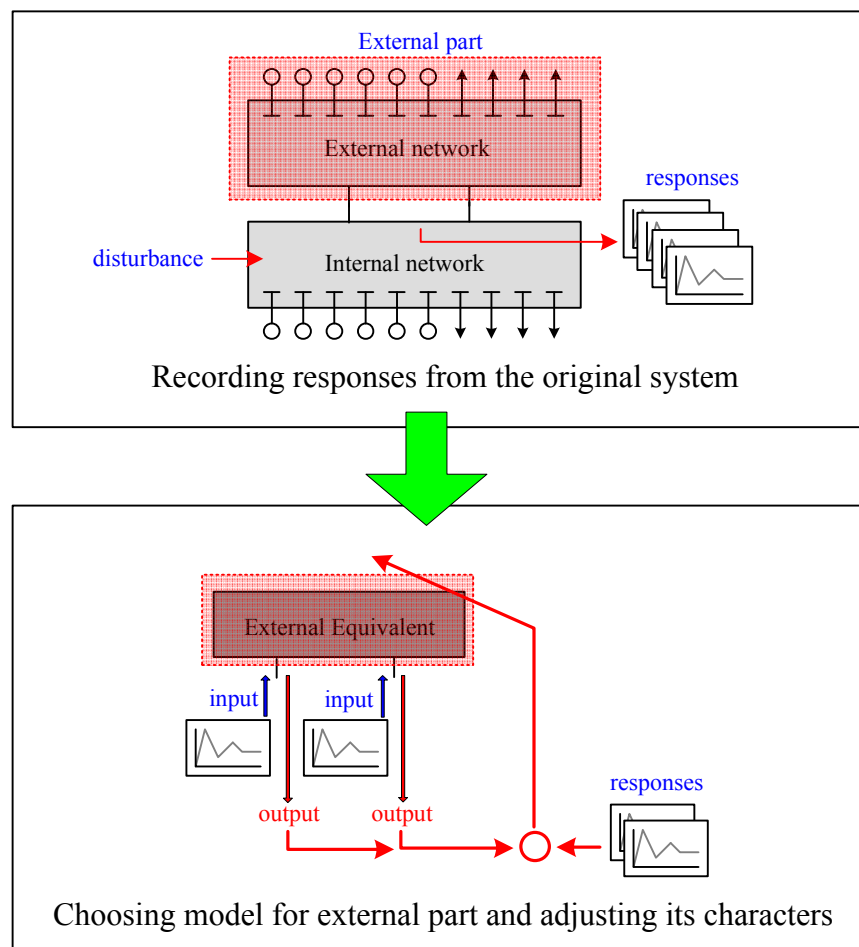 External part
External network
responses
disturbance
Internal network
Recording responses from the original system
External Equivalent
input
input
responses
output
output
Choosing model for external part and adjusting its characters